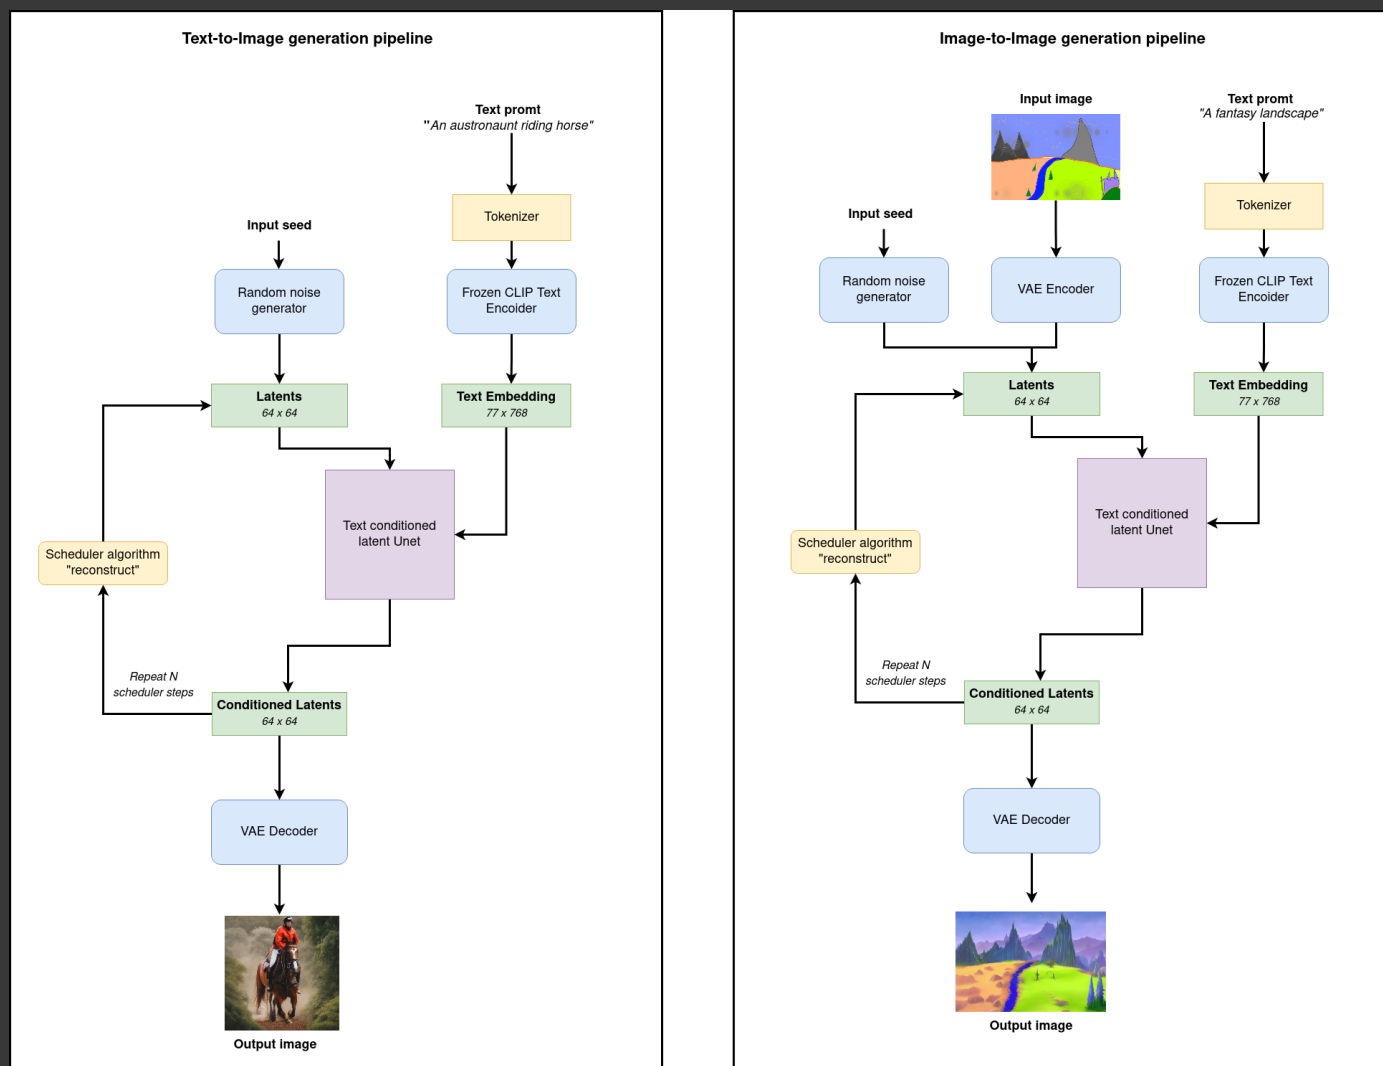 Text-to-Image generation pipeline
Text promt
"An austronaunt riding horse"
Tokenizer
Input seed
Random noise
generator
Frozen CLIP Text
Encoider
Latents
64 x 64
Text Embedding
77 x 768
Text conditioned
latent Unet
Scheduler algorithm
"reconstruct"
Repeat N
scheduler steps
Conditioned Latents
64 x 64
VAE Decoder
Output image
Image-to-Image generation pipeline
Input image
Text promt
"A fantasy landscape"
Tokenizer
Input seed
Random noise
generator
VAE Encoder
Frozen CLIP Text
Encoider
Latents
64 x 64
Text Embedding
77 x 768
Text conditioned
latent Unet
Scheduler algorithm
"reconstruct"
Repeat N
scheduler steps
Conditioned Latents
64 x 64
VAE Decoder
Output image